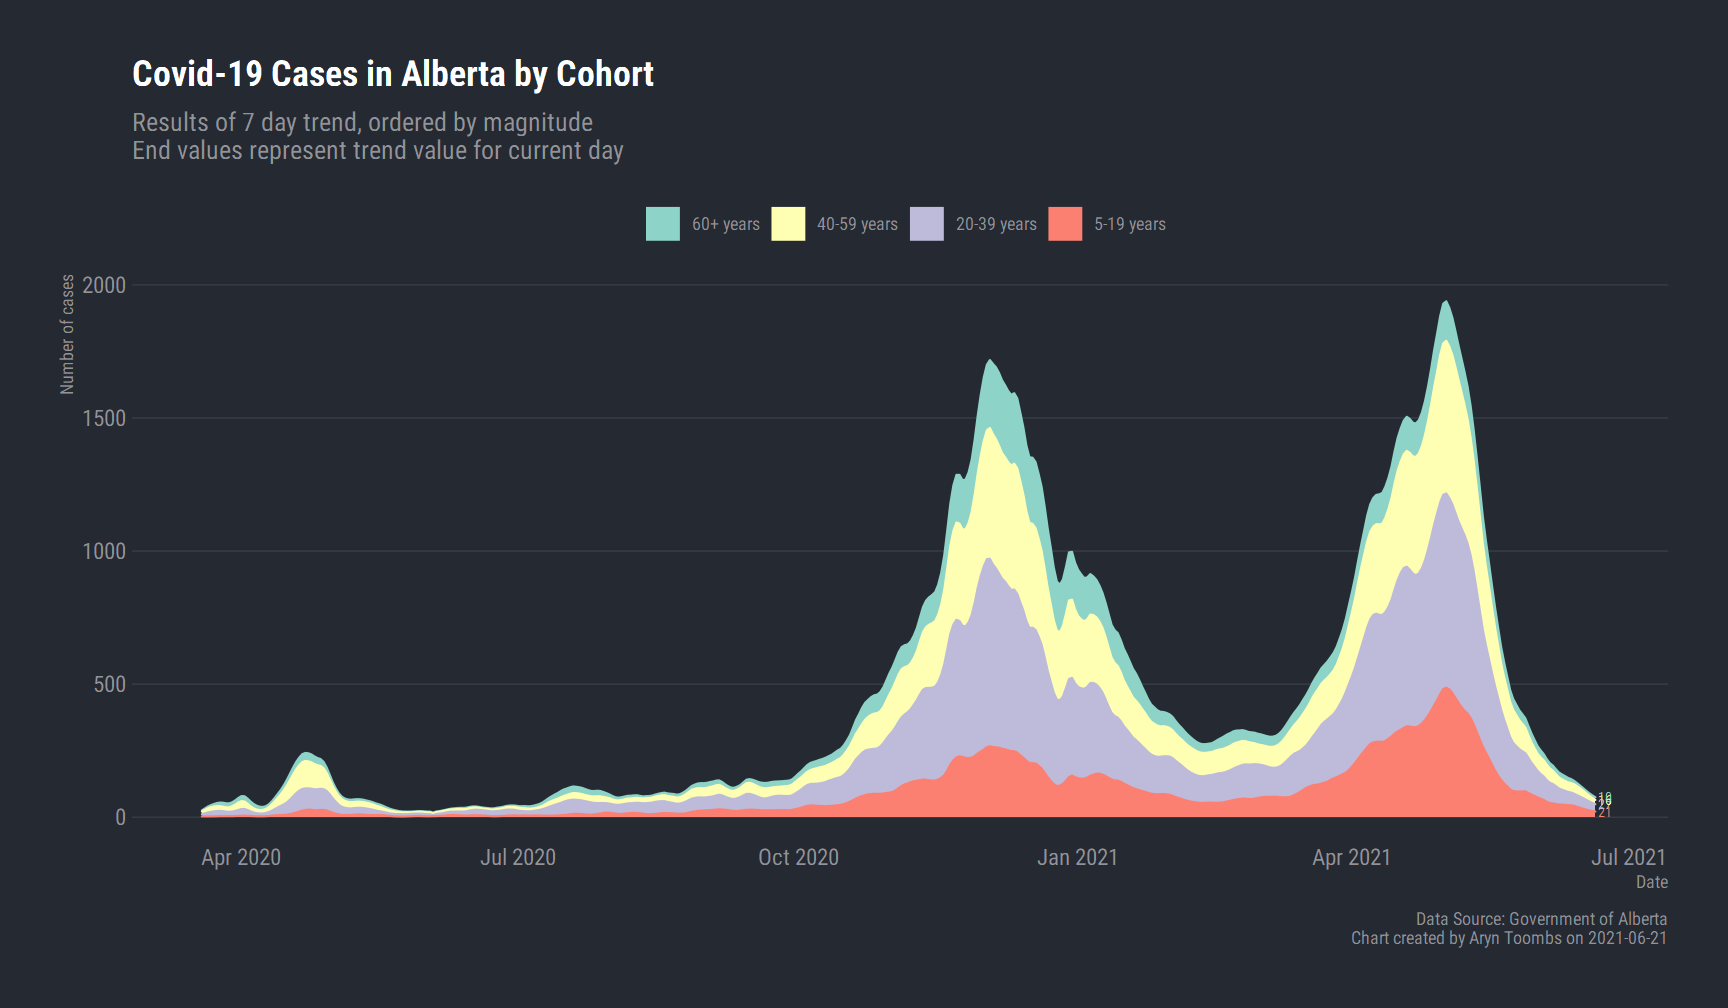 Covid-19 Cases in Alberta by Cohort
Results of 7 day trend, ordered by magnitude
End values represent trend value for current day
60+ years
40-59 years
20-39 years
5-19 years
Number of cases
2000
1500
1000
500
0
21
Apr 2020
Jul 2020
Oct 2020
Jan 2021
Apr 2021
Jul 2021
Date
Data Source: Government of Alberta
Chart created by Aryn Toombs on 2021-06-21